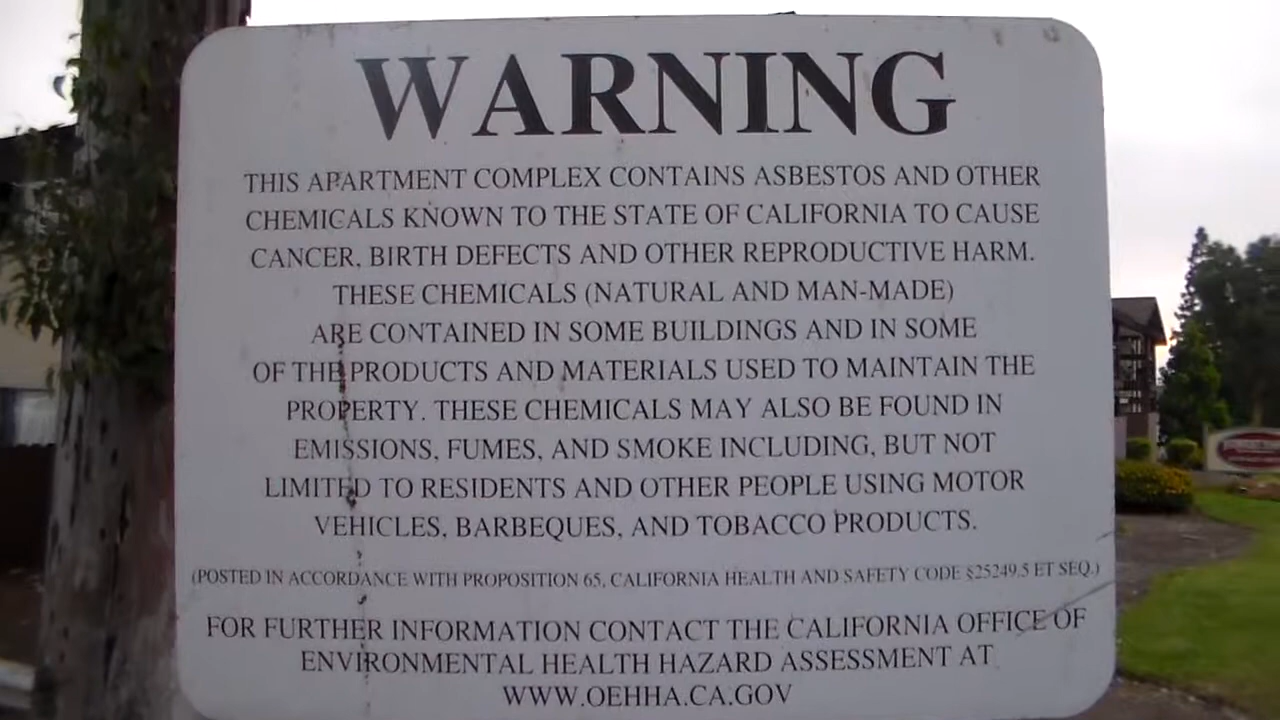 WARNING
THIS APARTMENT COMPLEX CONTAINS ASBESTOS AND OTHER
CHEMICALS KNOWN TO THE STATE OF CALIFORNIA TO CAUSE
CANCER, BIRTH DEFECTS AND OTHER REPRODUCTIVE HARM.
THESE CHEMICALS (NATURAL AND MAN-MADE)
ARE CONTAINED IN SOME BUILDINGS AND IN SOME
OF THE PRODUCTS AND MATERIALS USED TO MAINTAIN THE
PROPERTY. THESE CHEMICALS MAY ALSO BE FOUND IN
EMISSIONS, FUMES, AND SMOKE INCLUDING, BUT NOT
LIMITED TO RESIDENTS AND OTHER PEOPLE USING MOTOR
VEHICLES, BARBEQUES, AND TOBACCO PRODUCTS.
(POSTED IN ACCORDANCE WITH PROPOSITION 65, CALIFORNIA HEALTH AND SAFETY CODE §25249.5 ET SEQ.)
FOR FURTHER INFORMATION CONTACT THE CALIFORNIA OFFICE OF
ENVIRONMENTAL HEALTH HAZARD ASSESSMENT AT
WWW.OEHHA.CA.GOV